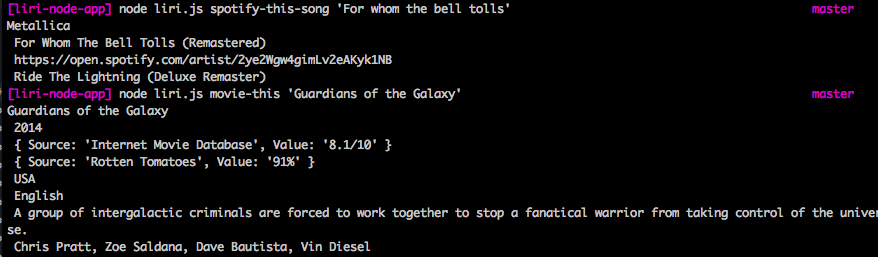 [liri-node-app] node liri.js spotify-this-song 'For whom the bell tolls' master
Metallica
For Whom The Bell Tolls (Remastered)
https://open.spotify.com/artist/2ye2Wgw4gimLv2eAKyk1NB
Ride The Lightning (Deluxe Remaster)
[liri-node-app] node liri.js movie-this 'Guardians of the Galaxy' master
Guardians of the Galaxy
2014
{ Source: 'Internet Movie Database', Value: '8.1/10' }
{ Source: 'Rotten Tomatoes', Value: '91%' }
USA
English
A group of intergalactic criminals are forced to work together to stop a fanatical warrior from taking control of the univer
se.
Chris Pratt, Zoe Saldana, Dave Bautista, Vin Diesel